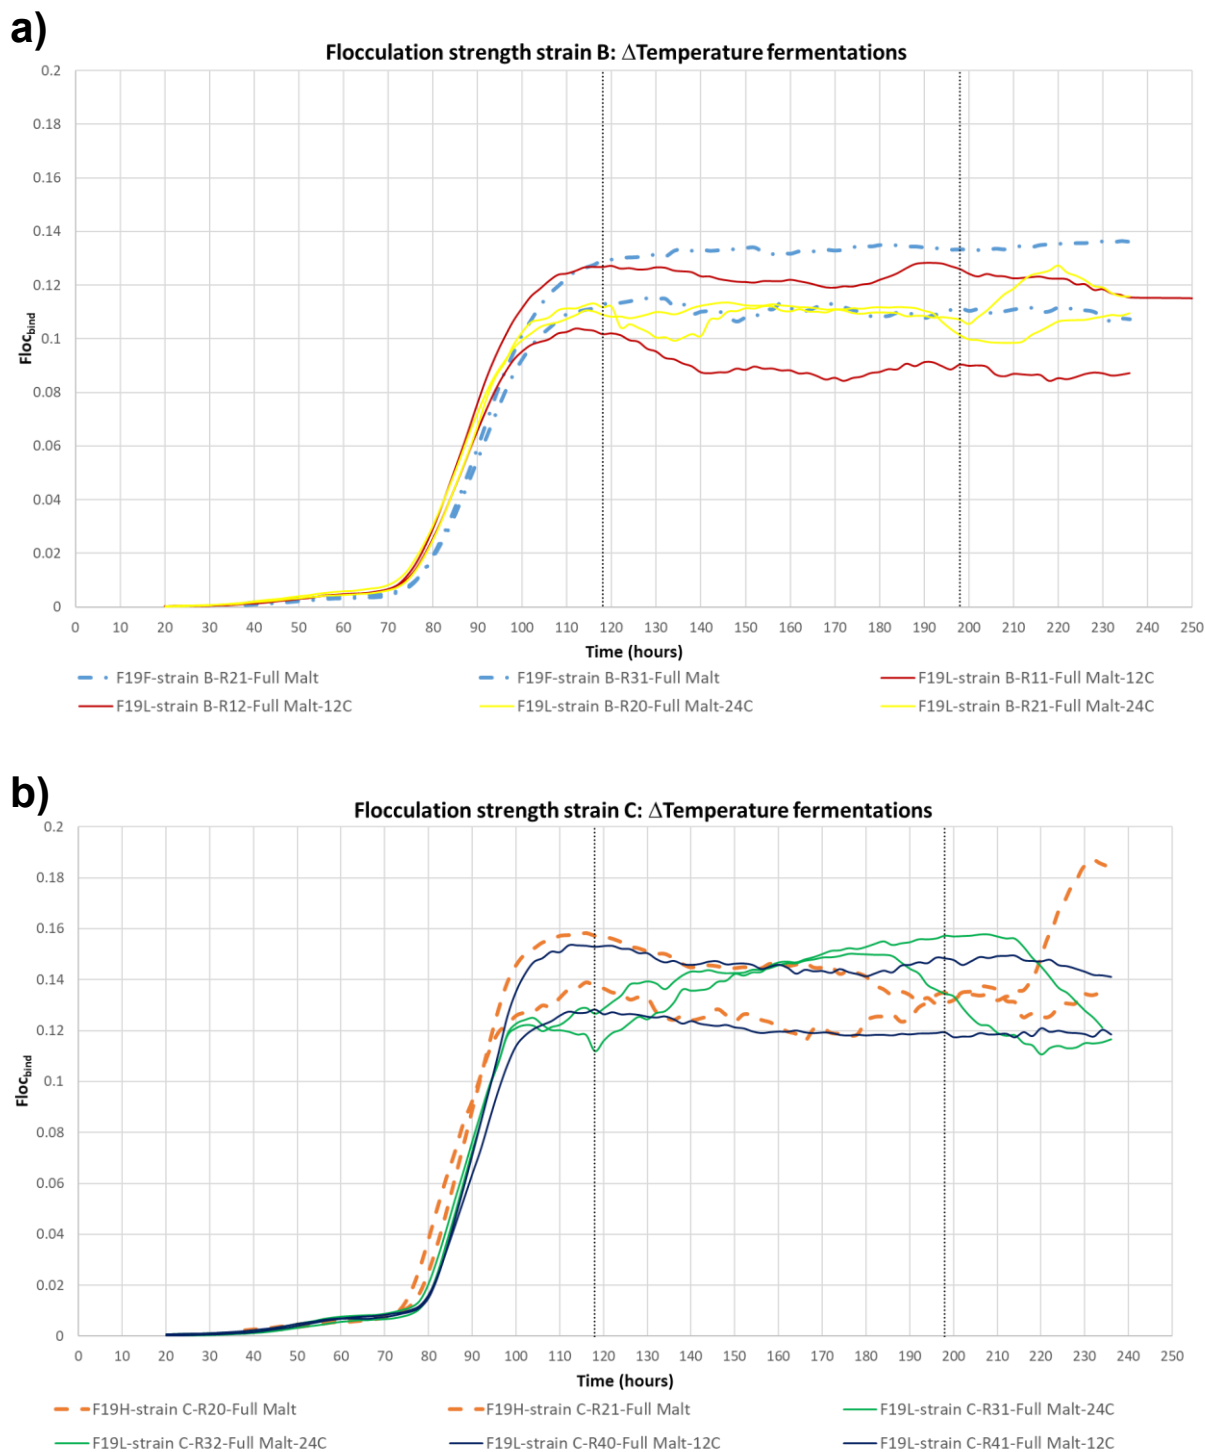 a)
Flocculation strength strain B: ΔTemperature fermentations
0.2
0.18
0.16
0.14
0.12
0.1
0.08
0.06
0.04
0.02
0
Floc_bind
0 10 20 30 40 50 60 70 80 90 100 110 120 130 140 150 160 170 180 190 200 210 220 230 240 250
Time (hours)
F19F-strain B-R21-Full Malt F19F-strain B-R31-Full Malt F19L-strain B-R11-Full Malt-12C
F19L-strain B-R12-Full Malt-12C F19L-strain B-R20-Full Malt-24C F19L-strain B-R21-Full Malt-24C
b)
Flocculation strength strain C: ΔTemperature fermentations
0.2
0.18
0.16
0.14
0.12
0.1
0.08
0.06
0.04
0.02
0
Floc_bind
0 10 20 30 40 50 60 70 80 90 100 110 120 130 140 150 160 170 180 190 200 210 220 230 240 250
Time (hours)
F19H-strain C-R20-Full Malt F19H-strain C-R21-Full Malt F19L-strain C-R31-Full Malt-24C
F19L-strain C-R32-Full Malt-24C F19L-strain C-R40-Full Malt-12C F19L-strain C-R41-Full Malt-12C